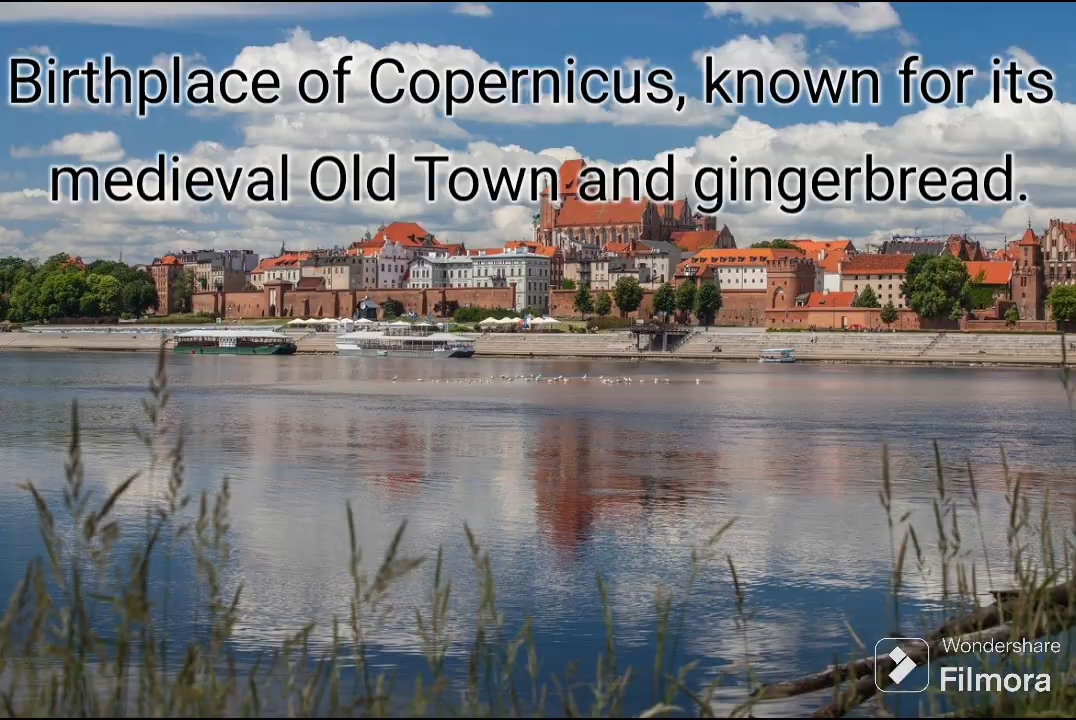 Birthplace of Copernicus, known for its
medieval Old Town and gingerbread.
Wondershare
Filmora